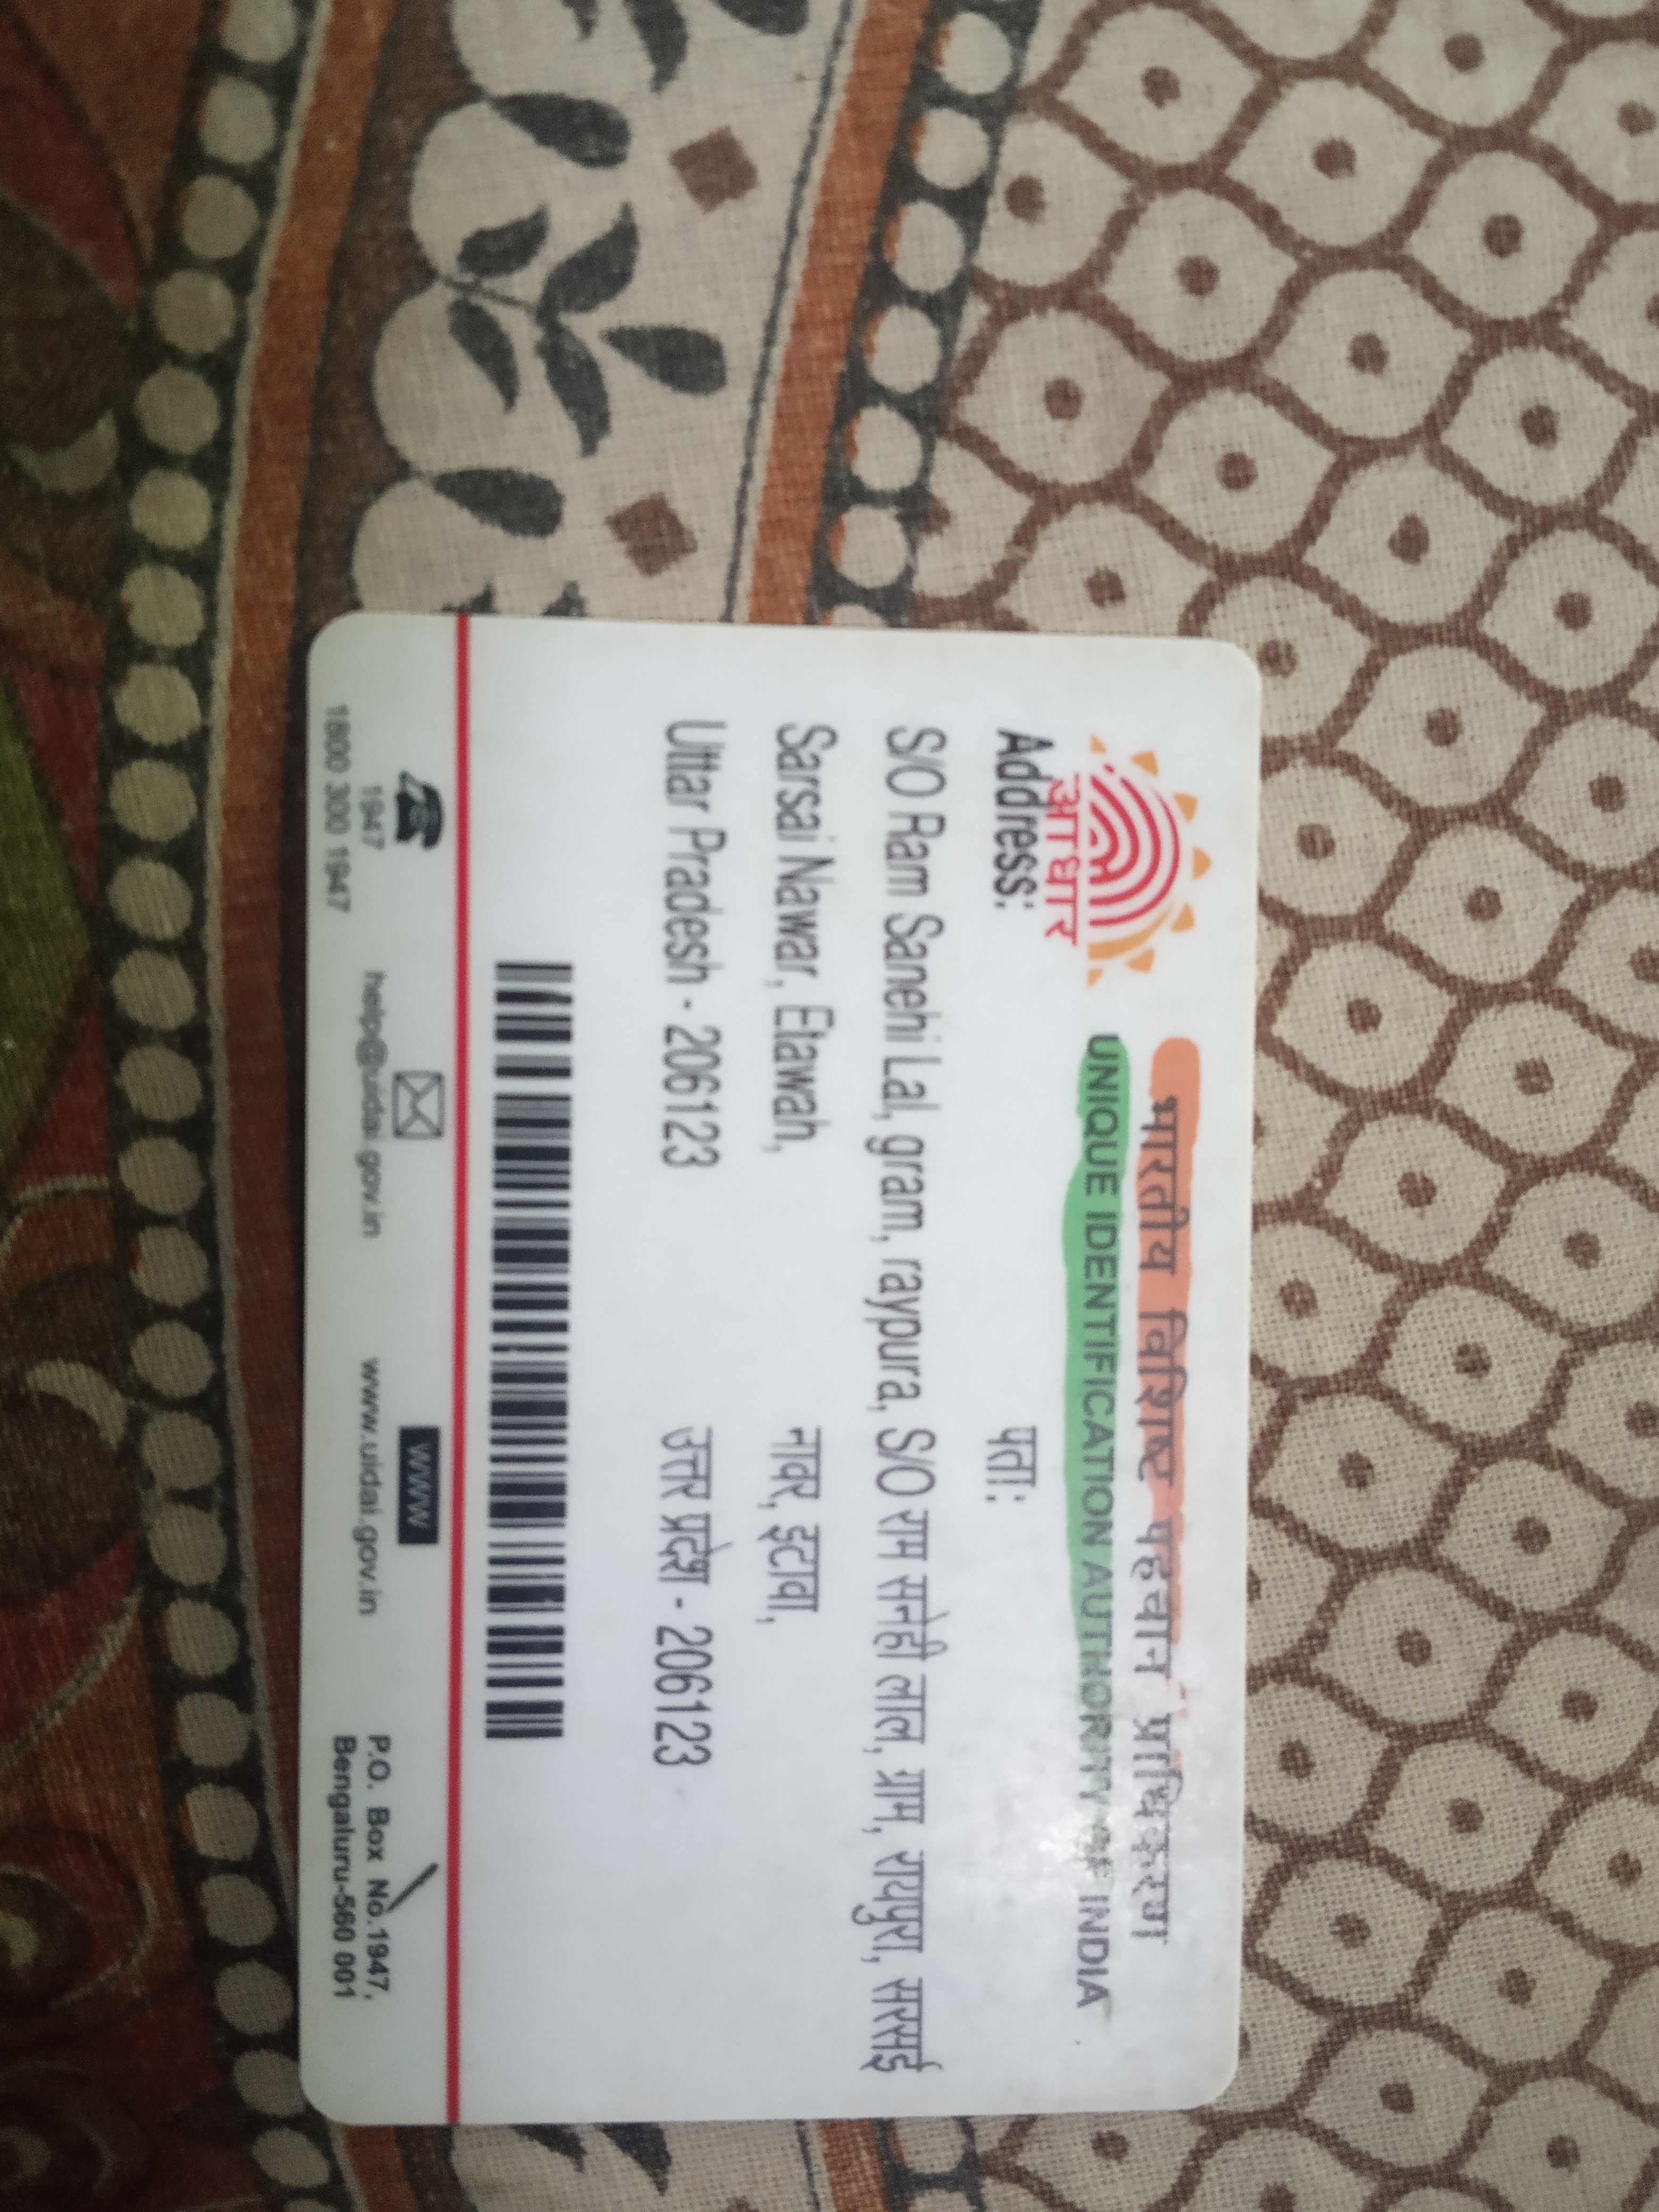 भारतीय विशिष्ट पहचान प्राधिकरण
UNIQUE IDENTIFICATION AUTHORITY OF INDIA
आधार
Address:
पता:
S/O Ram Sanehi Lal, gram, raypura, S/O राम सनेही लाल, ग्राम, रायपुरा, सरसई
Sarsai Nawar, Etawah,
नावर, इटावा,
Uttar Pradesh - 206123
उत्तर प्रदेश - 206123
1947
1800 300 1947
help@uidai.gov.in
WWW
www.uidai.gov.in
P.O. Box No.1947,
Bengaluru-560 001